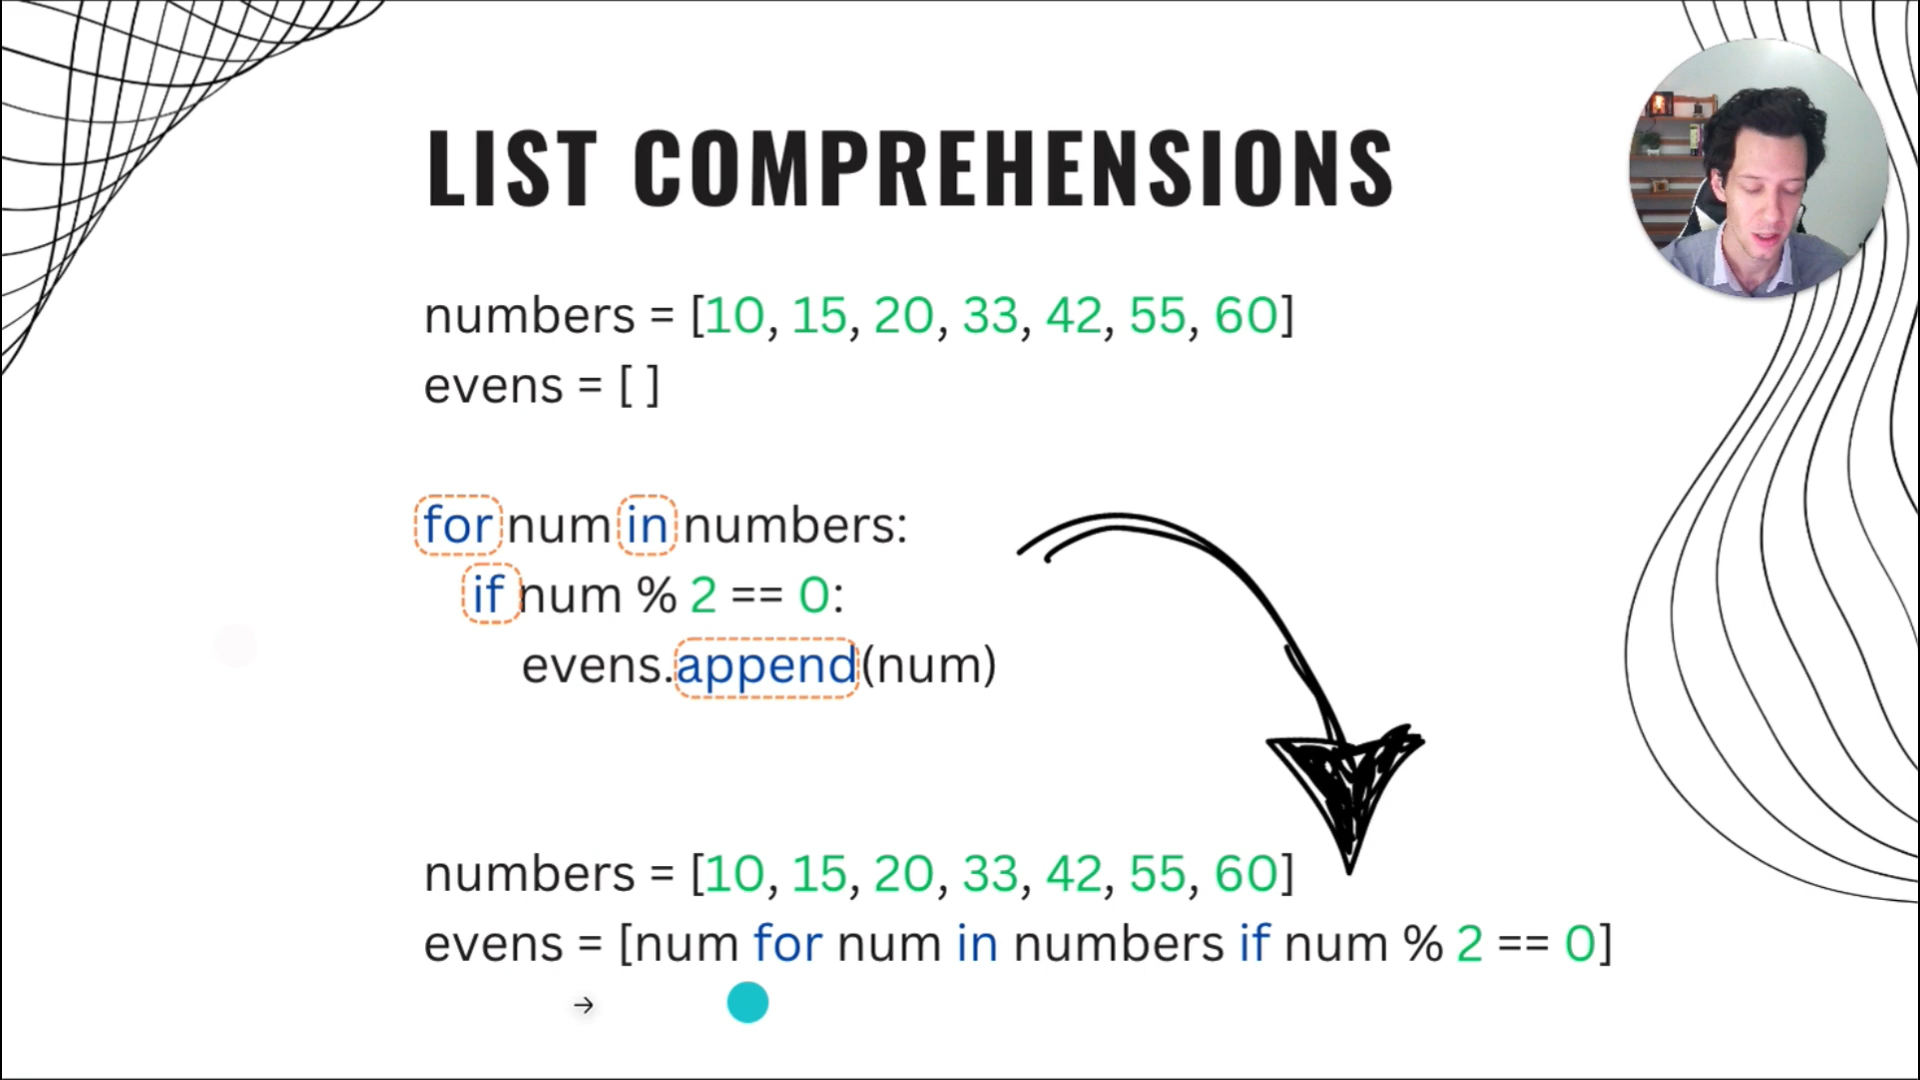 LIST COMPREHENSIONS
numbers = [10, 15, 20, 33, 42, 55, 60]
evens = [ ]
for num in numbers:
if num % 2 == 0:
evens.append(num)
numbers = [10, 15, 20, 33, 42, 55, 60]
evens = [num for num in numbers if num % 2 == 0]